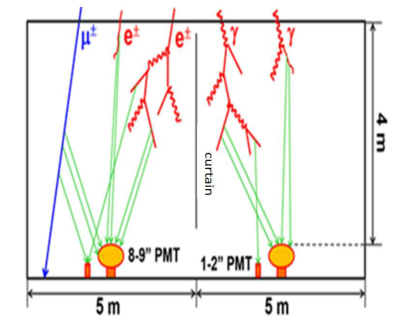 μ± e± e± γ γ
curtain
4 m
8-9” PMT
1-2” PMT
5 m 5 m